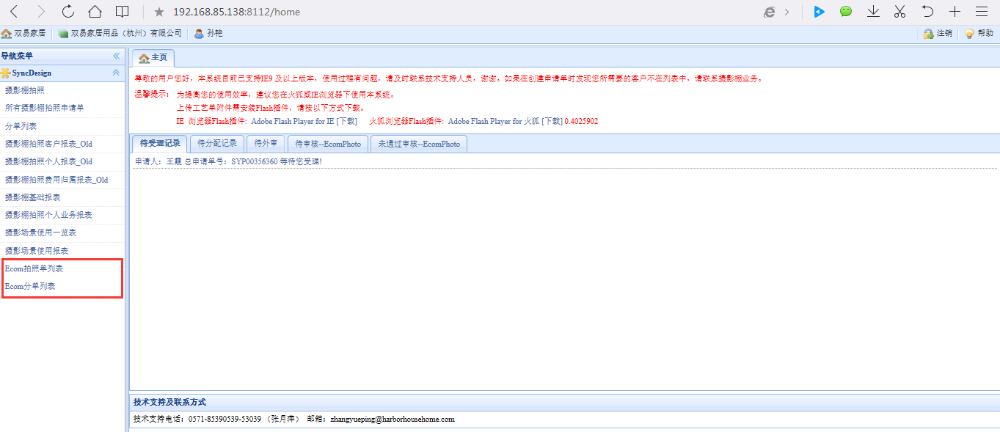 192.168.85.138:8112/home
双易家居 双易家居用品（杭州）有限公司 孙艳 注销 帮助
导航菜单
SyncDesign
摄影棚拍照
所有摄影棚拍照申请单
分单列表
摄影棚拍照客户报表_Old
摄影棚拍照个人报表_Old
摄影棚拍照费用归属报表_Old
摄影棚基础报表
摄影棚拍照个人业务报表
摄影场景使用一览表
摄影场景使用报表
Ecom拍照单列表
Ecom分单列表
主页
尊敬的用户您好，本系统目前已支持IE9 及以上版本，使用过程有问题，请及时联系技术支持人员，谢谢。如果在创建申请单时发现您所需要的客户不在列表中，请联系摄影棚业务。
温馨提示： 为提高您的使用效率，建议您在火狐或IE浏览器下使用本系统。
上传工艺单附件需安装Flash插件，请按以下方式下载。
IE 浏览器Flash插件: Adobe Flash Player for IE [下载] 火狐浏览器Flash插件: Adobe Flash Player for 火狐 [下载] 0.4025902
待受理记录 待分配记录 待外审 待审核--EcomPhoto 未通过审核--EcomPhoto
申请人：王霞 总申请单号：SYP00356360 等待您受理!
技术支持及联系方式
技术支持电话：0571-85390539-53039 （张月萍） 邮箱：zhangyueping@harborhousehome.com